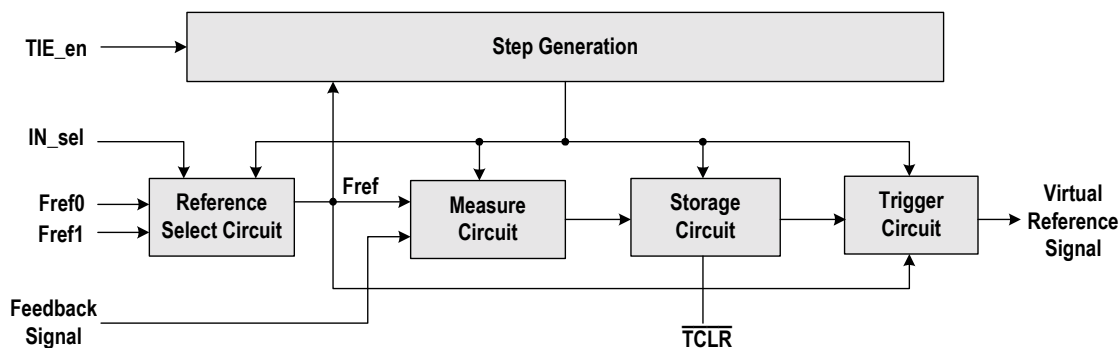 Step Generation
TIE_en
IN_sel
Fref0
Fref1
Reference
Select Circuit
Fref
Measure
Circuit
Storage
Circuit
Trigger
Circuit
Virtual
Reference
Signal
Feedback
Signal
TCLR